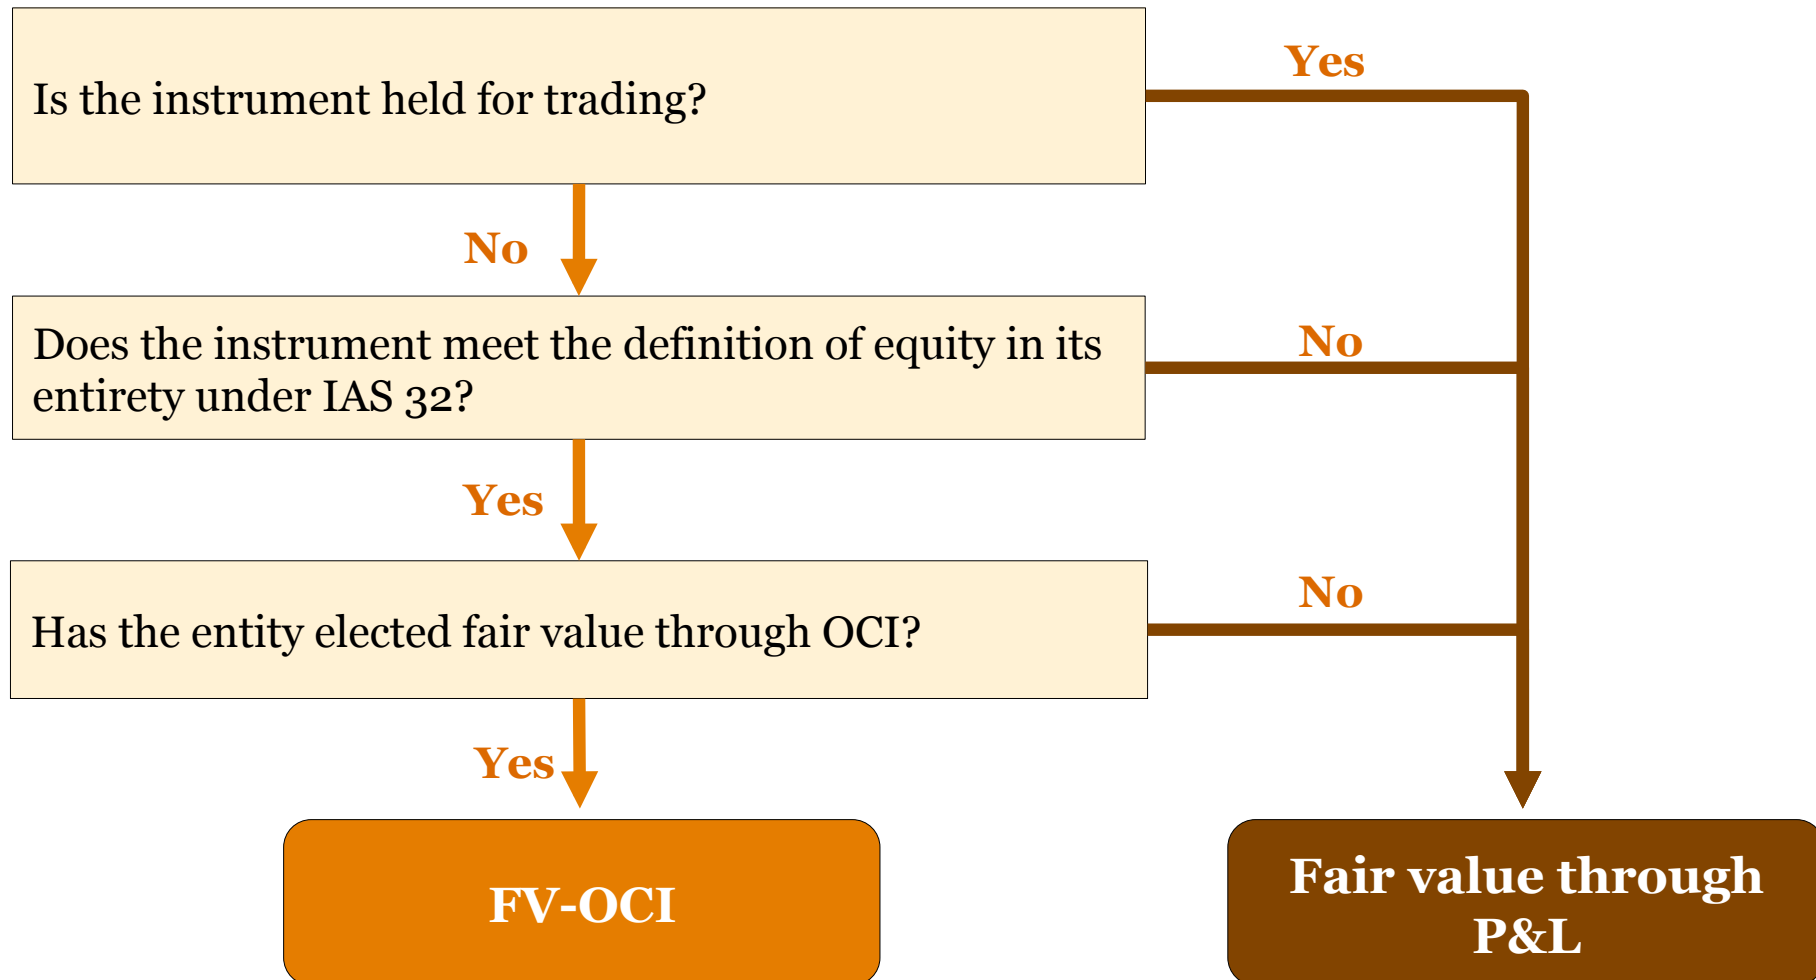 Is the instrument held for trading?
Yes
No
Does the instrument meet the definition of equity in its
entirety under IAS 32?
No
Yes
Has the entity elected fair value through OCI?
No
Yes
FV-OCI
Fair value through
P&L